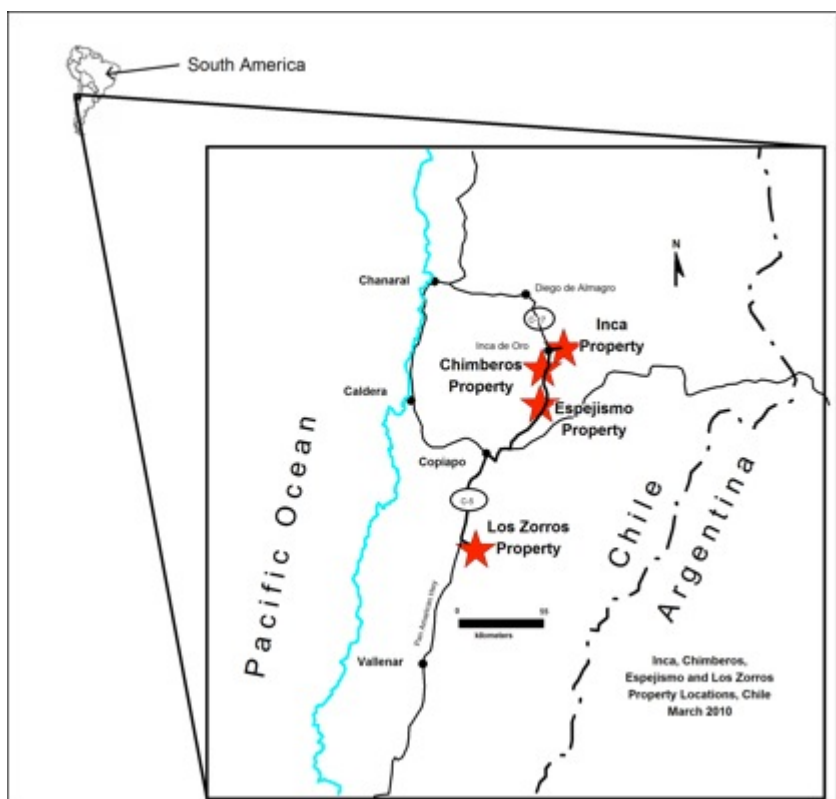 South America
N
Chanaral
Diego de Almagro
Inca
Property
Inca de Oro
Chimberos
Property
Caldera
Espejismo
Property
Copiapo
C-5
Los Zorros
Property
Pacific Ocean
Chile
Argentina
0 55
kilometers
Pan American Hwy
Vallenar
Inca, Chimberos,
Espejismo and Los Zorros
Property Locations, Chile
March 2010